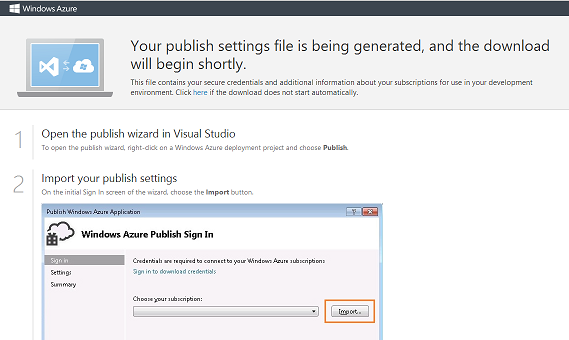 Windows Azure
Your publish settings file is being generated, and the download
will begin shortly.
This file contains your secure credentials and additional information about your subscriptions for use in your development
environment. Click here if the download does not start automatically.
1 Open the publish wizard in Visual Studio
To open the publish wizard, right-click on a Windows Azure deployment project and choose Publish.
2 Import your publish settings
On the initial Sign In screen of the wizard, choose the Import button.
Publish Windows Azure Application
Windows Azure Publish Sign In
Sign in
Settings
Summary
Credentials are required to connect to your Windows Azure subscriptions
Sign in to download credentials
Choose your subscription:
Import...